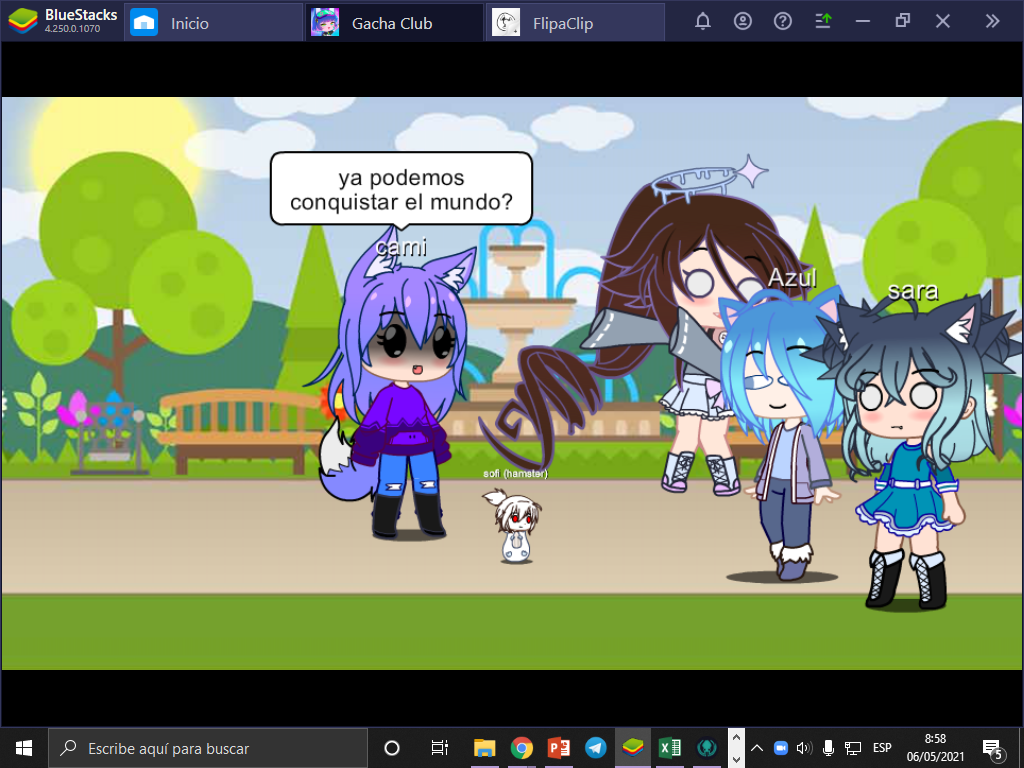 BlueStacks
4.250.0.1070
Inicio
Gacha Club
FlipaClip
ya podemos
conquistar el mundo?
cami
Azul
sara
sofi (hamster)
Escribe aquí para buscar
ESP
8:58
06/05/2021
5